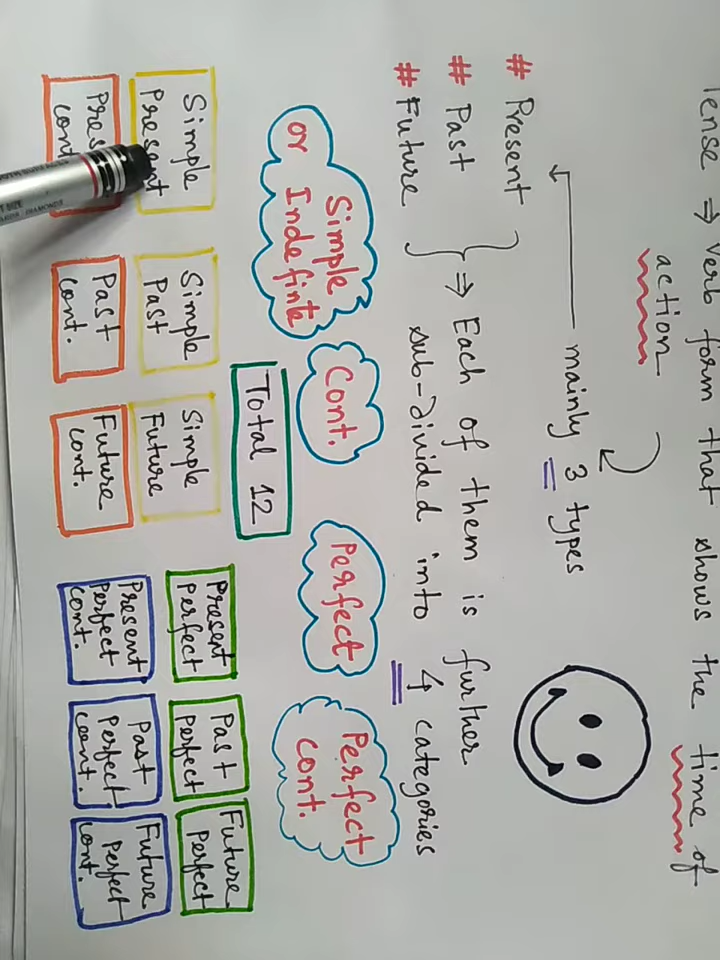 Tense ⇒ Verb form that shows the time of
action
mainly 3 types
# Present
# Past
# Future
⇒ Each of them is further
sub-divided into 4 categories
Simple
or Indefinte
Cont.
Perfect
Perfect
cont.
Total 12
Simple
Present
Simple
Past
Simple
Future
Present
Perfect
Past
Perfect
Future
Perfect
Pres
cont
Past
cont.
Future
cont.
Present
Perfect
cont.
Past
Perfect
cont.
Future
Perfect
cont.